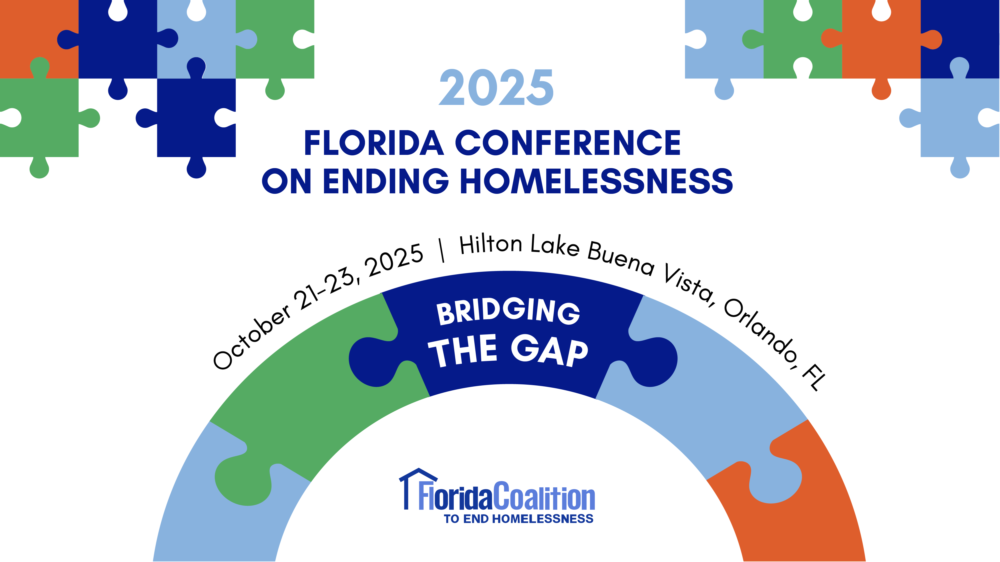 2025
FLORIDA CONFERENCE
ON ENDING HOMELESSNESS
October 21-23, 2025 | Hilton Lake Buena Vista, Orlando, FL
BRIDGING
THE GAP
FloridaCoalition
TO END HOMELESSNESS